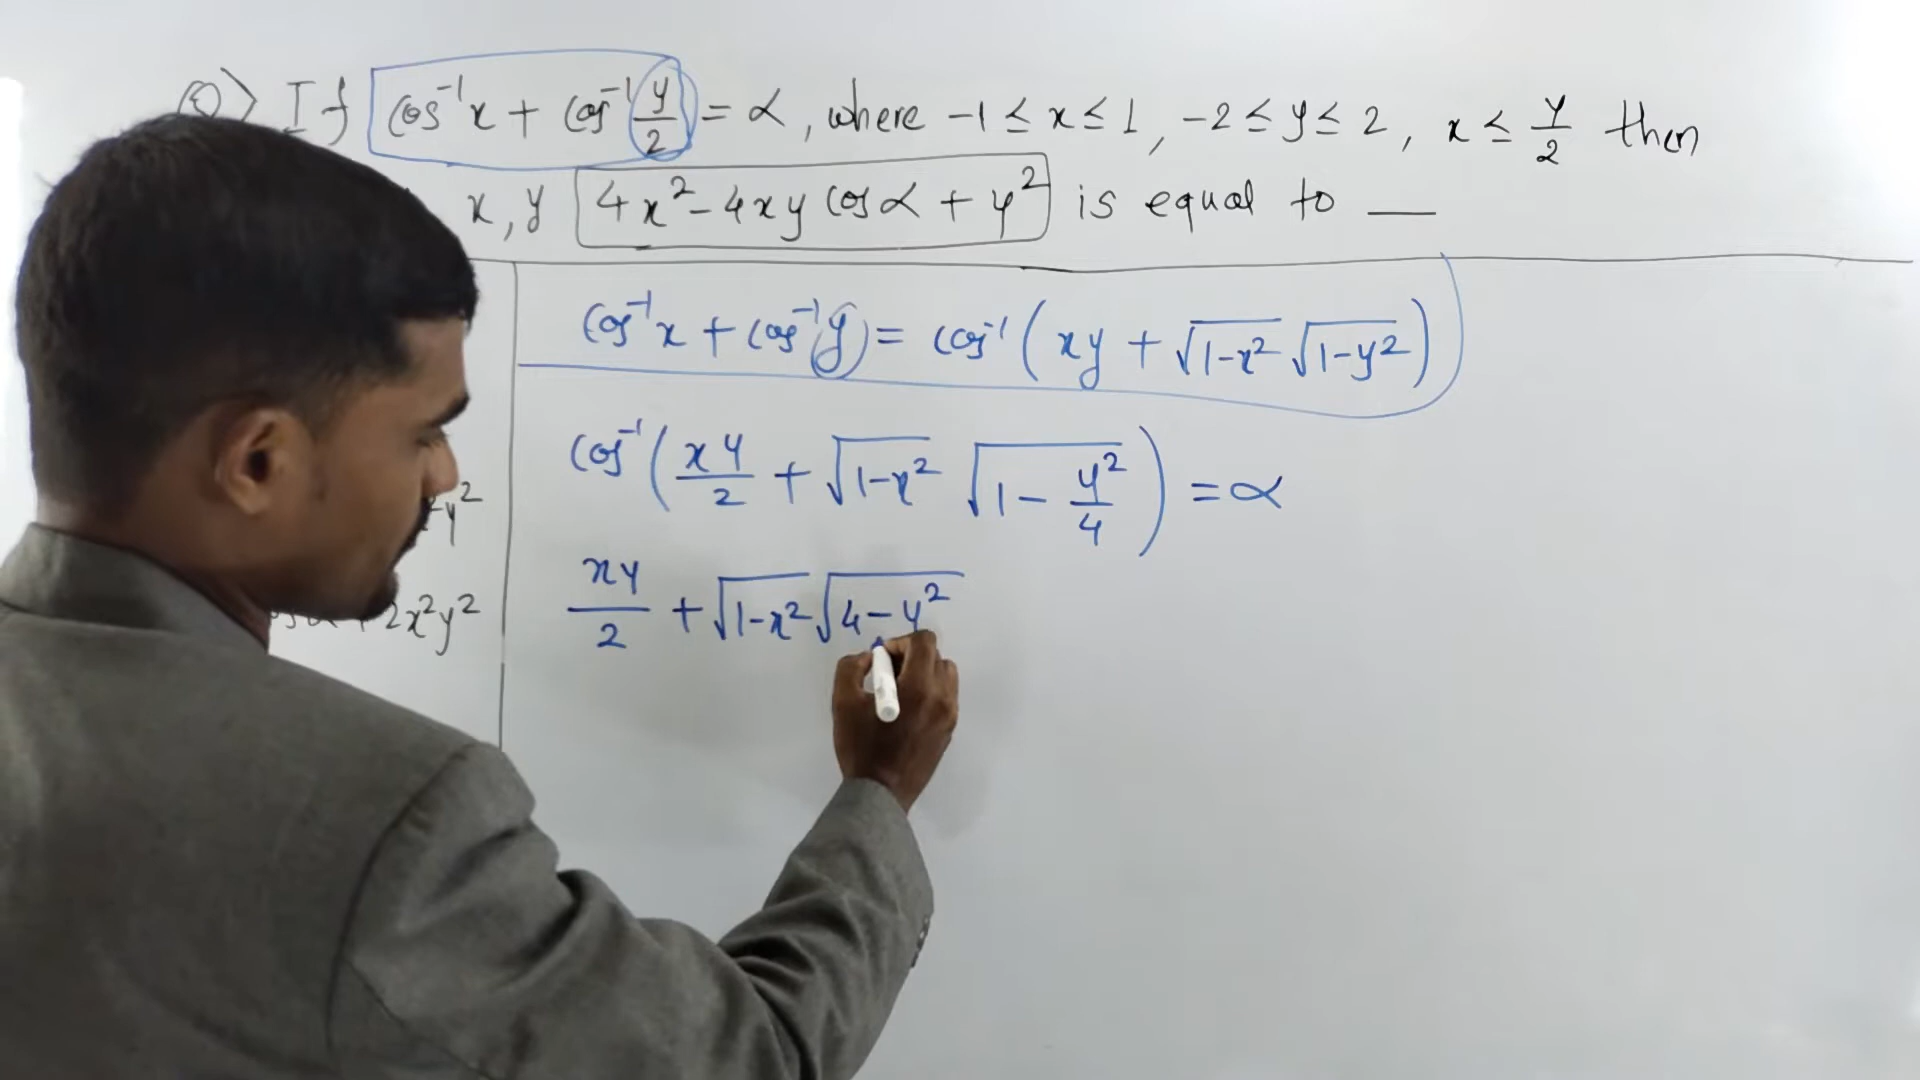 Q) If cos⁻¹x + cos⁻¹ y/2 = α, where -1 ≤ x ≤ 1, -2 ≤ y ≤ 2, x ≤ y/2 then
x, y 4x² - 4xy cosα + y² is equal to __
cos⁻¹x + cos⁻¹y = cos⁻¹(xy + √(1-x²) √(1-y²))
cos⁻¹(xy/2 + √(1-x²) √(1 - y²/4)) = α
y²
xy/2 + √(1-x²) √(4-y²)
+ 2x²y²